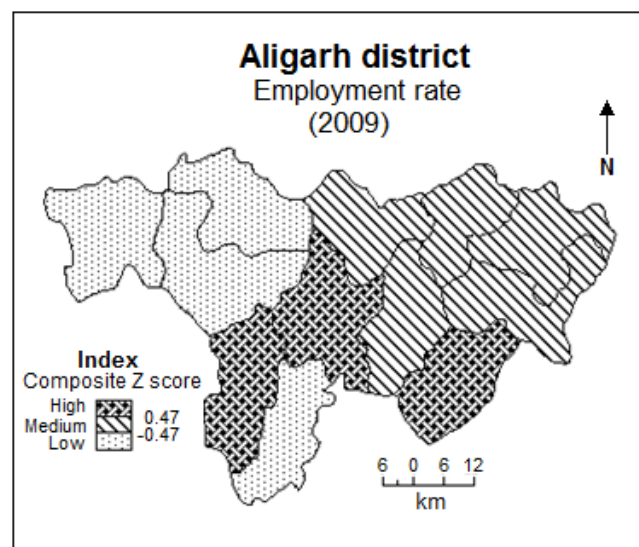 Aligarh district
Employment rate
(2009)
N
Index
Composite Z score
High
0.47
Medium
-0.47
Low
6 0 6 12
km